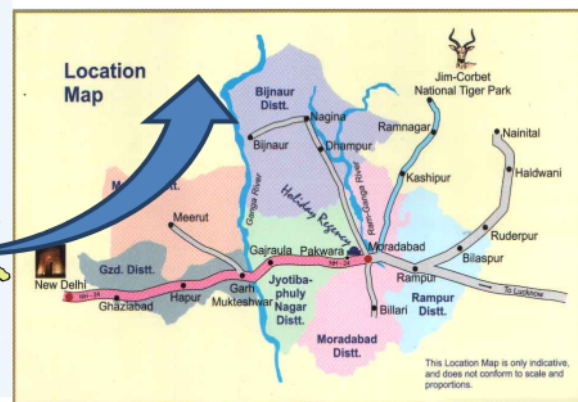 Location
Map
Bijnaur
Distt.
Jim-Corbet
National Tiger Park
Nagina
Bijnaur
Dhampur
Ramnagar
Nainital
Haldwani
Kashipur
Ganga River
Ram-Ganga River
Holiday Regency
Meerut
Ruderpur
Bilaspur
Gajraula
Pakwara
Moradabad
Gzd. Distt.
New Delhi
NH-24
Ghaziabad
Hapur
Garh
Mukteshwar
NH-24
Jyotiba-
phuly
Nagar
Distt.
Rampur
Billari
Rampur
Distt.
To Lucknow
Moradabad
Distt.
This Location Map is only indicative,
and does not conform to scale and
proportions.